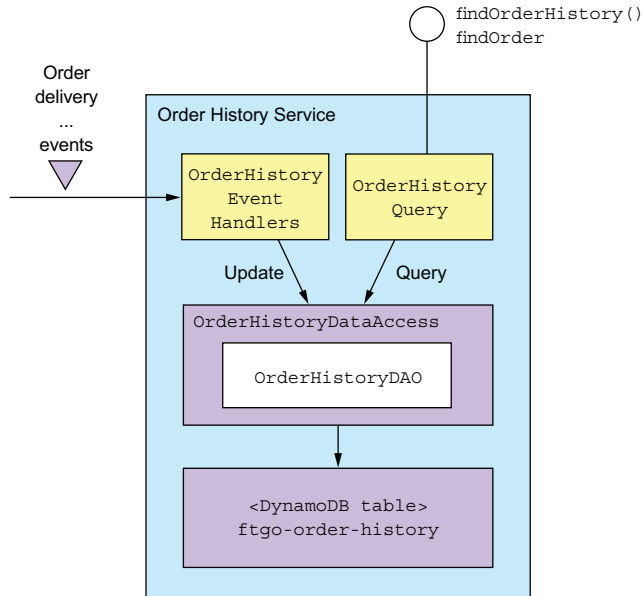 findOrderHistory()
findOrder
Order
delivery
...
events
Order History Service
OrderHistory
Event
Handlers
OrderHistory
Query
Update
Query
OrderHistoryDataAccess
OrderHistoryDAO
<DynamoDB table>
ftgo-order-history